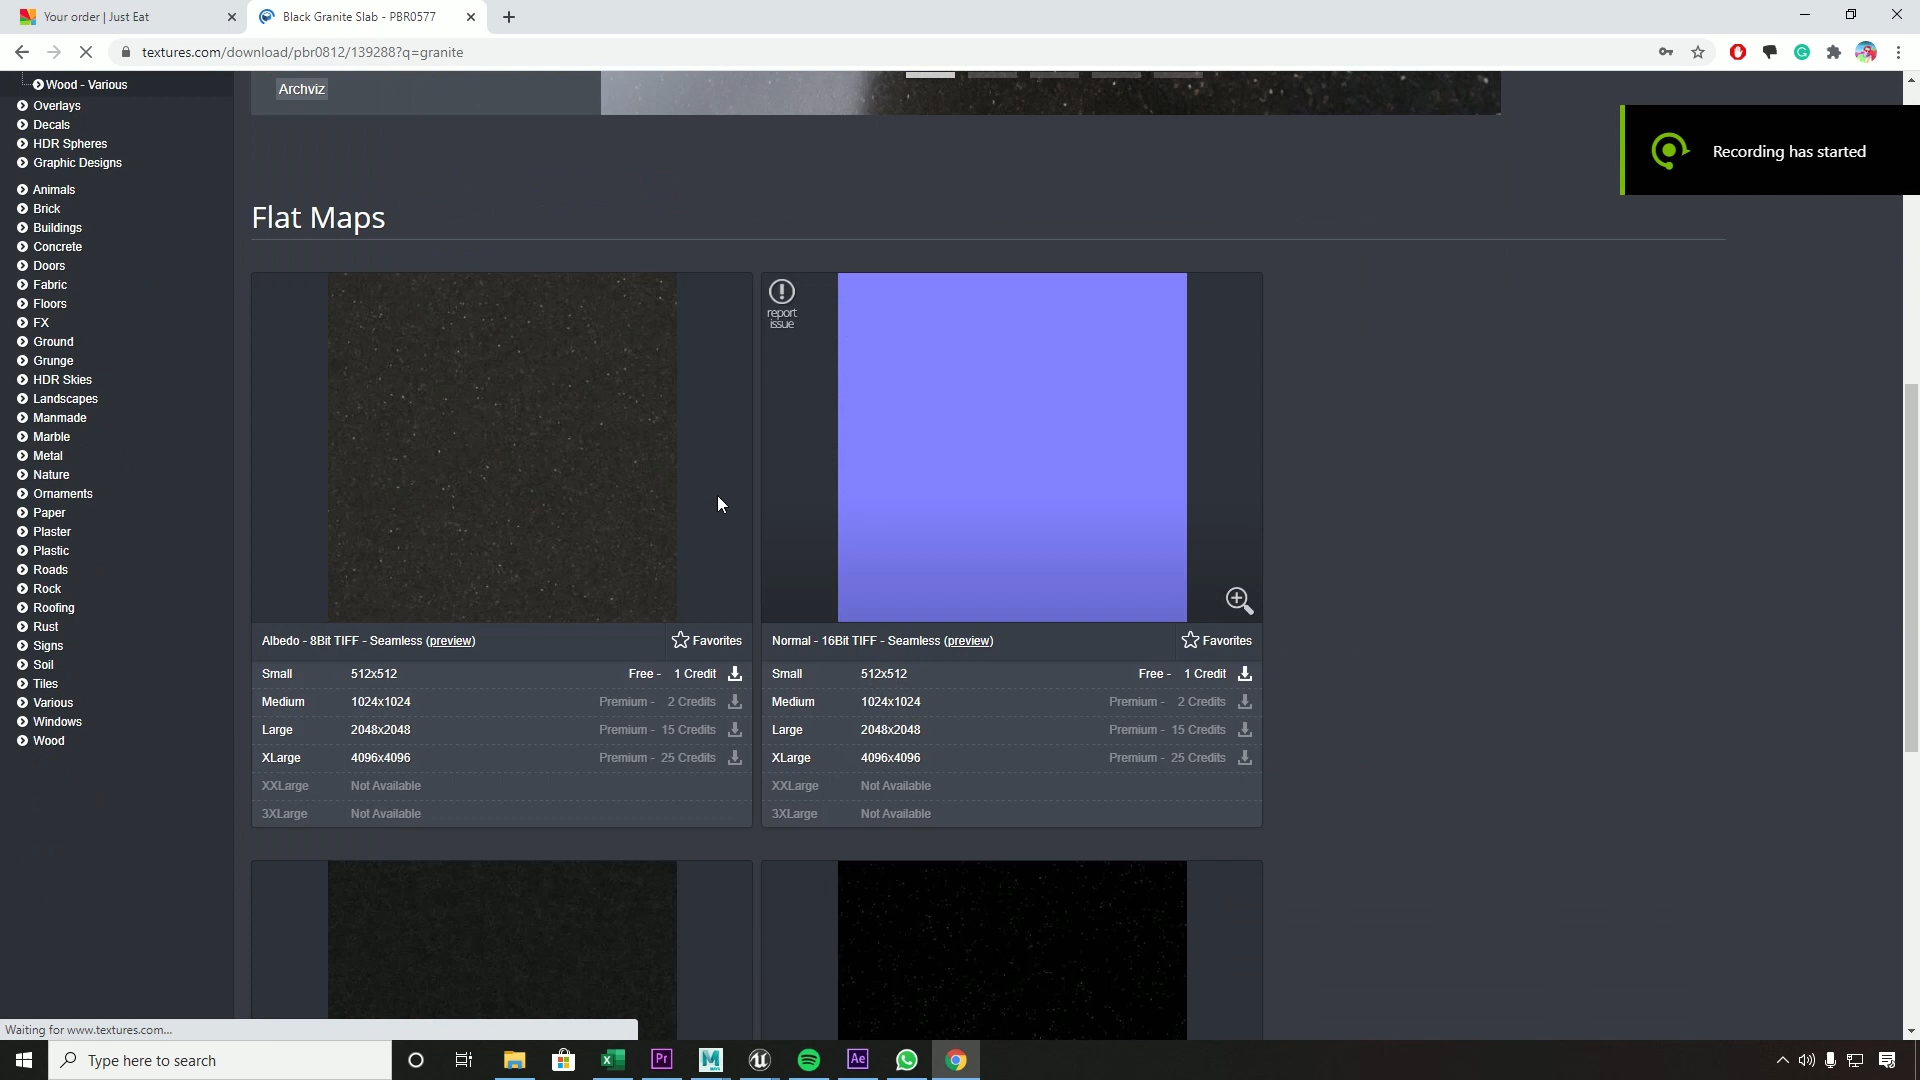 Your order | Just Eat
Black Granite Slab - PBR0577
textures.com/download/pbr0812/139288?q=granite
Wood - Various
Overlays
Decals
HDR Spheres
Graphic Designs
Animals
Brick
Buildings
Concrete
Doors
Fabric
Floors
FX
Ground
Grunge
HDR Skies
Landscapes
Manmade
Marble
Metal
Nature
Ornaments
Paper
Plaster
Plastic
Roads
Rock
Roofing
Rust
Signs
Soil
Tiles
Various
Windows
Wood
Archviz
Recording has started
Flat Maps
report
issue
Albedo - 8Bit TIFF - Seamless (preview) Favorites
Small 512x512 Free - 1 Credit
Medium 1024x1024 Premium - 2 Credits
Large 2048x2048 Premium - 15 Credits
XLarge 4096x4096 Premium - 25 Credits
XXLarge Not Available
3XLarge Not Available
Normal - 16Bit TIFF - Seamless (preview) Favorites
Small 512x512 Free - 1 Credit
Medium 1024x1024 Premium - 2 Credits
Large 2048x2048 Premium - 15 Credits
XLarge 4096x4096 Premium - 25 Credits
XXLarge Not Available
3XLarge Not Available
Waiting for www.textures.com...
Type here to search
Pr
M
Ae